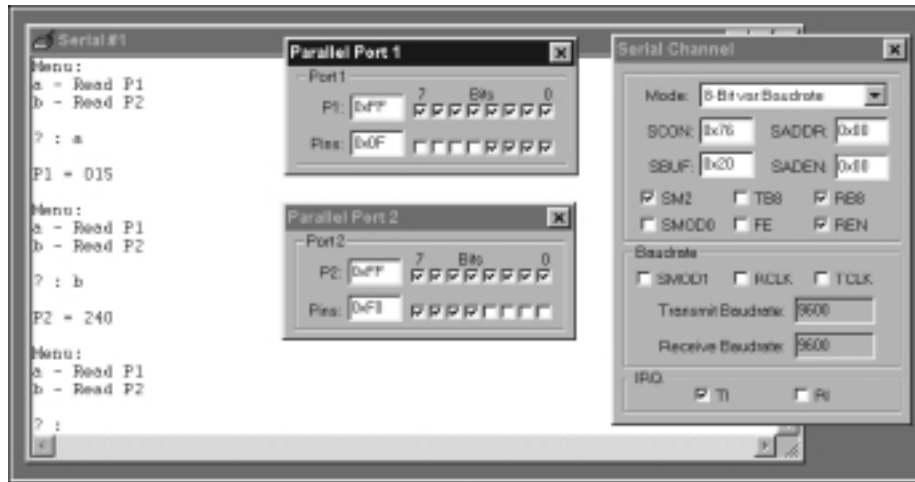 Serial #1
Menu:
a - Read P1
b - Read P2
? : a
P1 = 015
Menu:
a - Read P1
b - Read P2
? : b
P2 = 240
Menu:
a - Read P1
b - Read P2
? :
Parallel Port 1
Port 1
7 Bits 0
P1: 0xFF
Pins: 0x0F
Parallel Port 2
Port 2
7 Bits 0
P2: 0xFF
Pins: 0xF0
Serial Channel
Mode: 8-Bit var.Baudrate
SCON: 0x76 SADDR: 0x00
SBUF: 0x20 SADEN: 0x00
SM2 TB8 RB8
SMOD0 FE REN
Baudrate
SMOD1 RCLK TCLK
Transmit Baudrate: 9600
Receive Baudrate: 9600
IRQ
TI RI